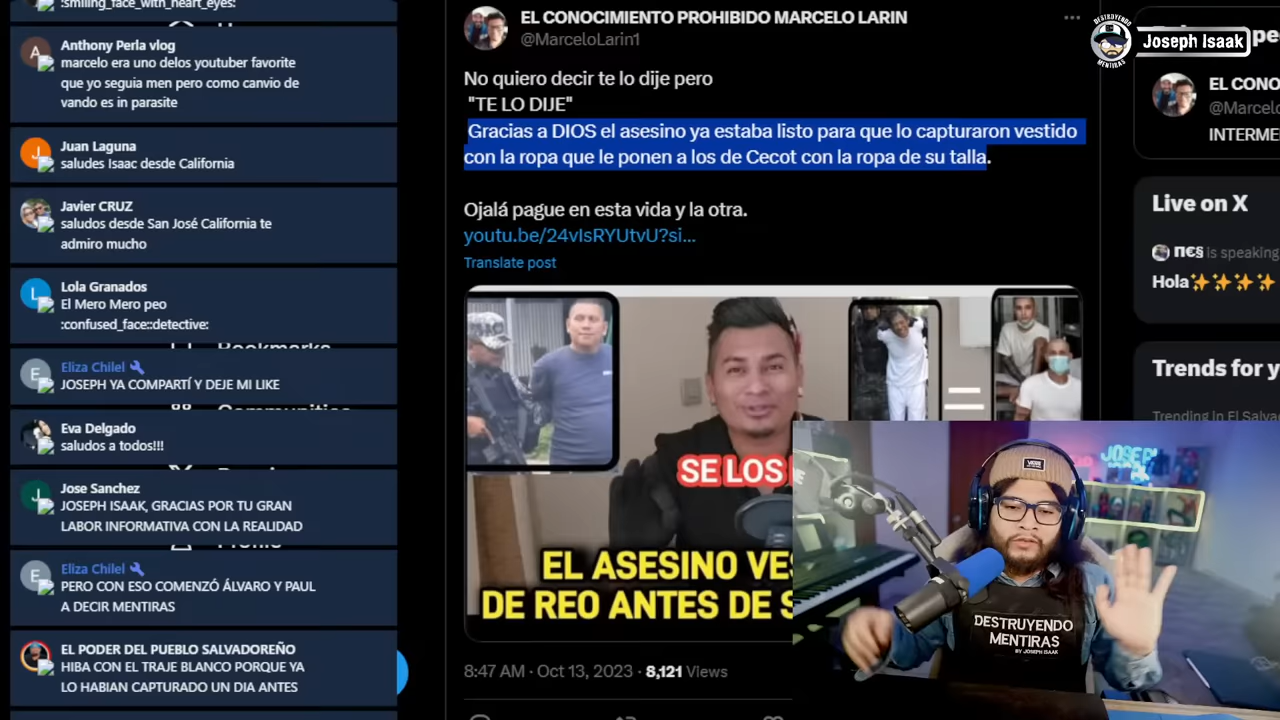 :smiling_face_with_heart_eyes:
Anthony Perla vlog
marcelo era uno delos youtuber favorite
que yo seguia men pero como canvio de
vando es in parasite
Juan Laguna
saludes Isaac desde California
Javier CRUZ
saludos desde San José California te
admiro mucho
Lola Granados
El Mero Mero peo
:confused_face::detective:
Bookmarks
Eliza Chilel
JOSEPH YA COMPARTÍ Y DEJE MI LIKE
Communities
Eva Delgado
saludos a todos!!!
Jose Sanchez
JOSEPH ISAAK, GRACIAS POR TU GRAN
LABOR INFORMATIVA CON LA REALIDAD
Profile
Eliza Chilel
PERO CON ESO COMENZÓ ÁLVARO Y PAUL
A DECIR MENTIRAS
EL PODER DEL PUEBLO SALVADOREÑO
HIBA CON EL TRAJE BLANCO PORQUE YA
LO HABIAN CAPTURADO UN DIA ANTES
EL CONOCIMIENTO PROHIBIDO MARCELO LARIN
@MarceloLarin1
No quiero decir te lo dije pero
"TE LO DIJE"
Gracias a DIOS el asesino ya estaba listo para que lo capturaron vestido
con la ropa que le ponen a los de Cecot con la ropa de su talla.
Ojalá pague en esta vida y la otra.
youtu.be/24vIsRYUtvU?si...
Translate post
SE LOS
EL ASESINO VES
DE REO ANTES DE S
8:47 AM · Oct 13, 2023 · 8,121 Views
DESTRUYENDO
MENTIRAS
Joseph Isaak
EL CONO
@Marcelo
INTERME
Live on X
П€§ is speaking
Hola
Trends for y
Trending in El Salva
JOSEPH
VANS
DESTRUYENDO
MENTIRAS
BY JOSEPH ISAAK